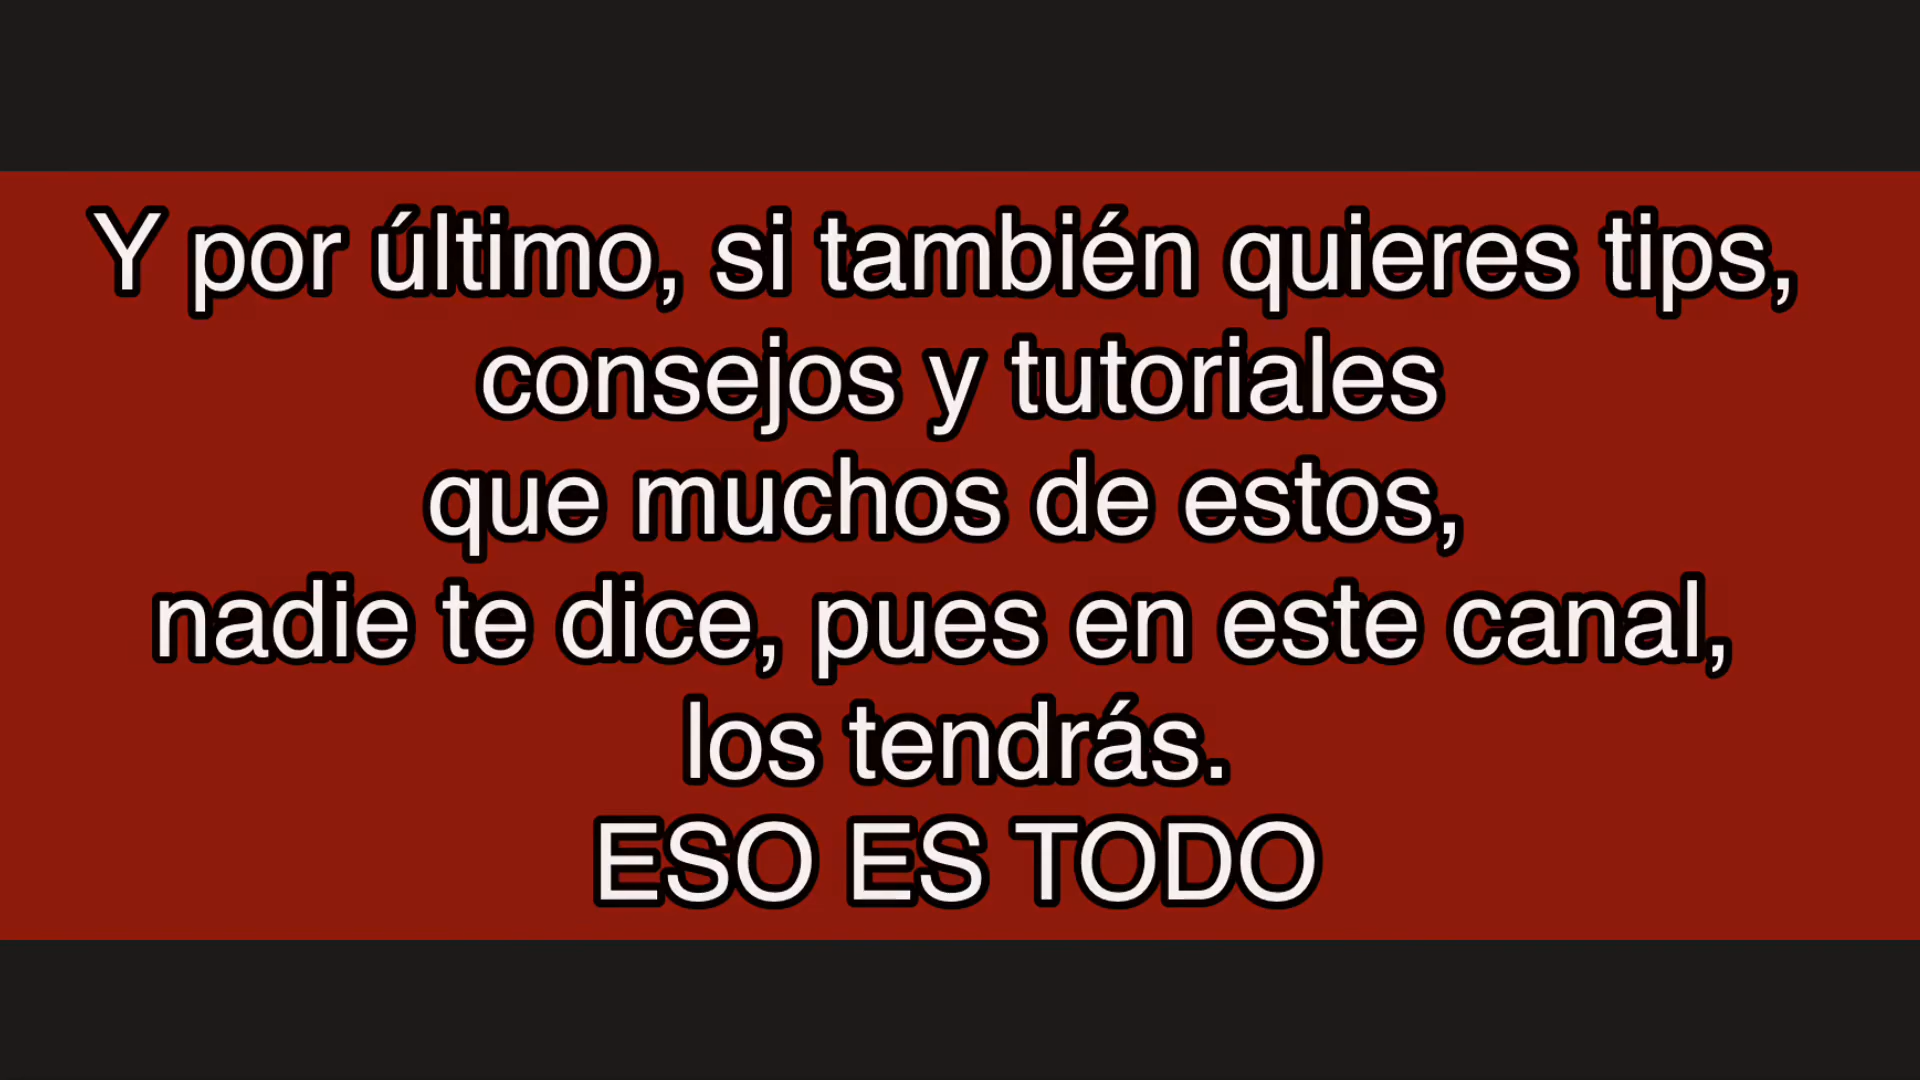 Y por último, si también quieres tips,
consejos y tutoriales
que muchos de estos,
nadie te dice, pues en este canal,
los tendrás.
ESO ES TODO